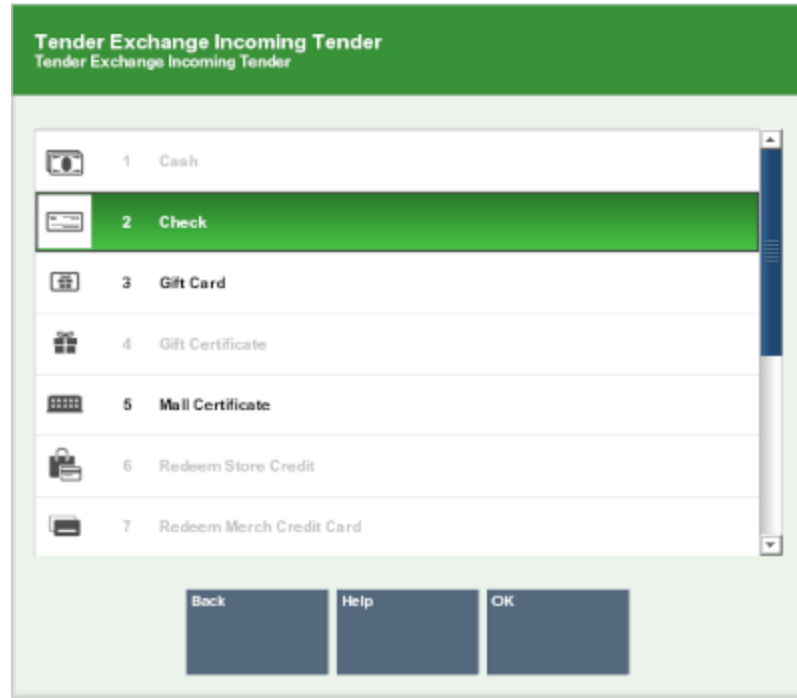 Tender Exchange Incoming Tender
Tender Exchange Incoming Tender
1 Cash
2 Check
3 Gift Card
4 Gift Certificate
5 Mall Certificate
6 Redeem Store Credit
7 Redeem Merch Credit Card
Back Help OK